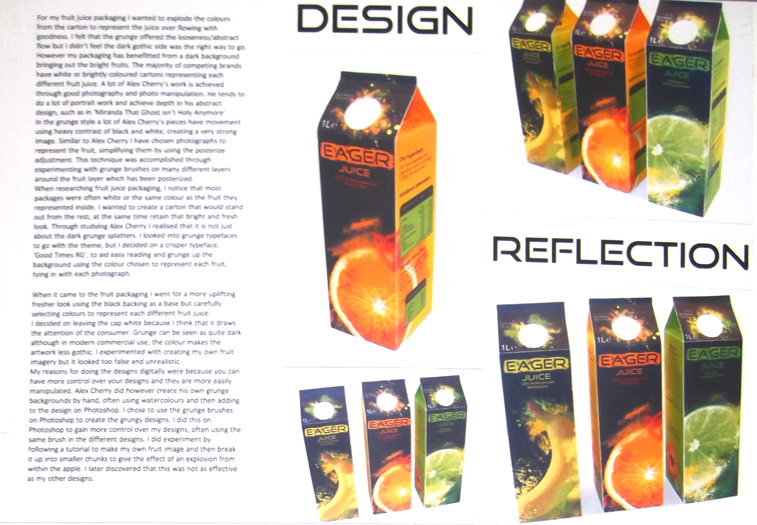 For my fruit juice packaging I wanted to explode the colours
from the carton to represent the juice over flowing with
goodness. I felt that the grunge offered the looseness/abstract
flow but I didn't feel the dark gothic side was the right way to go.
However my packaging has benefitted from a dark background
bringing out the bright fruits. The majority of competing brands
have white or brightly coloured cartons representing each
different fruit juice. A lot of Alex Cherry's work is achieved
through good photography and photo manipulation. He tends to
do a lot of portrait work and achieve depth in his abstract
design, such as in 'Miranda That Ghost isn't Holy Anymore'
In the grunge style a lot of Alex Cherry's pieces have movement
using heavy contrast of black and white, creating a very strong
image. Similar to Alex Cherry I have chosen photographs to
represent the fruit, simplifying them by using the posterize
adjustment. This technique was accomplished through
experimenting with grunge brushes on many different layers
around the fruit layer which has been posterized.
When researching fruit juice packaging, I notice that most
packages were often white or the same colour as the fruit they
represented inside. I wanted to create a carton that would stand
out from the rest, at the same time retain that bright and fresh
look. Through studying Alex Cherry I realised that it is not just
about the dark grunge splatters. I looked into grunge typefaces
to go with the theme, but I decided on a crisper typeface,
'Good Times RG', to aid easy reading and grunge up the
background using the colour chosen to represent each fruit,
tying in with each photograph.
When it came to the fruit packaging I went for a more uplifting
fresher look using the black backing as a base but carefully
selecting colours to represent each different fruit juice.
I decided on leaving the cap white because I think that it draws
the attention of the consumer. Grunge can be seen as quite dark
although in modern commercial use, the colour makes the
artwork less gothic. I experimented with creating my own fruit
imagery but it looked too false and unrealistic.
My reasons for doing the designs digitally were because you can
have more control over your designs and they are more easily
manipulated. Alex Cherry did however create his own grunge
backgrounds by hand, often using watercolours and then adding
to the design on Photoshop. I chose to use the grunge brushes
on Photoshop to create the grungy designs. I did this on
Photoshop to gain more control over my designs, often using the
same brush in the different designs. I did experiment by
following a tutorial to make my own fruit image and then break
it up into smaller chunks to give the effect of an explosion from
within the apple. I later discovered that this was not as effective
as my other designs.
DESIGN
1L
EAGER
JUICE
EAGER
JUICE
EAGER
JUICE
EAGER
JUICE
REFLECTION
1L
EAGER
JUICE
1L
EAGER
JUICE
EAGER
JUICE
1L
EAGER
JUICE
1L
EAGER
JUICE
EAGER
JUICE